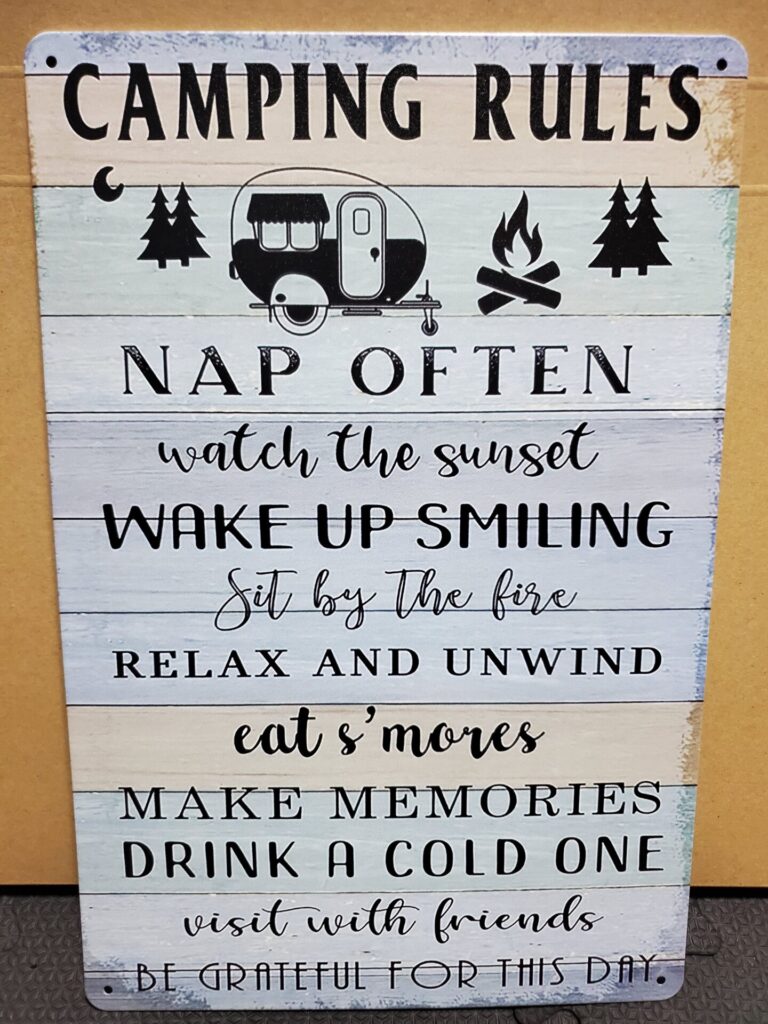 CAMPING RULES
NAP OFTEN
watch the sunset
WAKE UP SMILING
Sit by the fire
RELAX AND UNWIND
eat s'mores
MAKE MEMORIES
DRINK A COLD ONE
visit with friends
BE GRATEFUL FOR THIS DAY.